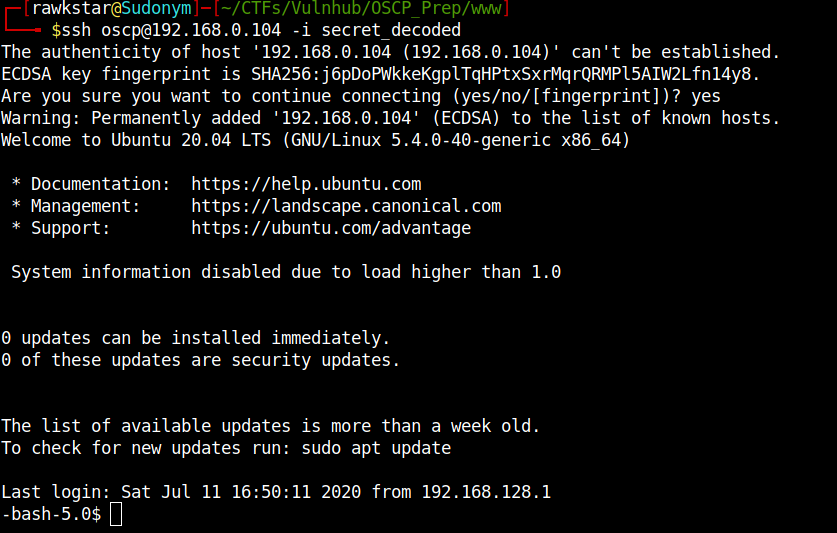 ┌─[rawkstar@Sudonym]─[~/CTFs/Vulnhub/OSCP_Prep/www]
└──╼ $ssh oscp@192.168.0.104 -i secret_decoded
The authenticity of host '192.168.0.104 (192.168.0.104)' can't be established.
ECDSA key fingerprint is SHA256:j6pDoPWkkeKgplTqHPtxSxrMqrQRMPl5AIW2Lfn14y8.
Are you sure you want to continue connecting (yes/no/[fingerprint])? yes
Warning: Permanently added '192.168.0.104' (ECDSA) to the list of known hosts.
Welcome to Ubuntu 20.04 LTS (GNU/Linux 5.4.0-40-generic x86_64)

 * Documentation:  https://help.ubuntu.com
 * Management:     https://landscape.canonical.com
 * Support:        https://ubuntu.com/advantage

 System information disabled due to load higher than 1.0


0 updates can be installed immediately.
0 of these updates are security updates.


The list of available updates is more than a week old.
To check for new updates run: sudo apt update

Last login: Sat Jul 11 16:50:11 2020 from 192.168.128.1
-bash-5.0$